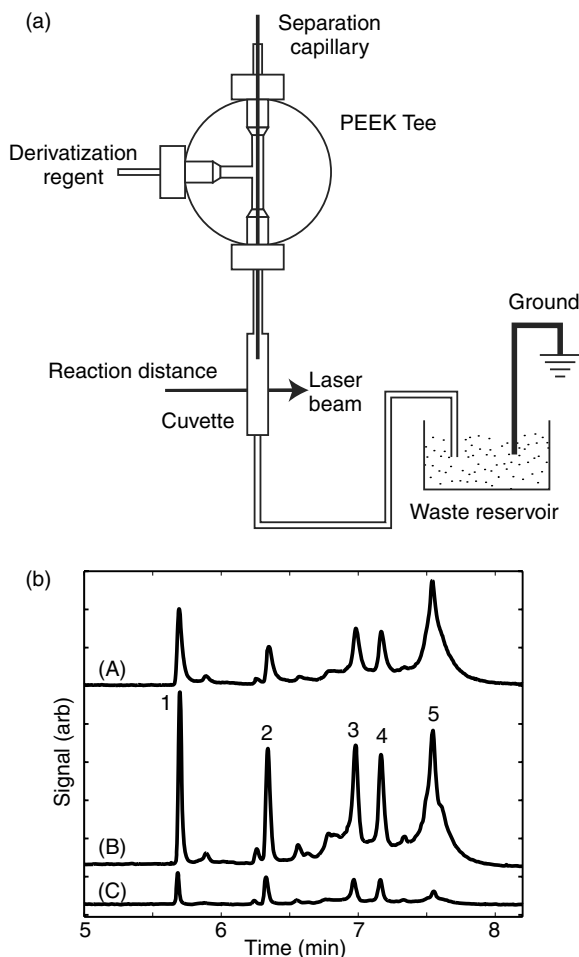 (a)
Separation
capillary
PEEK Tee
Derivatization
regent
Ground
Reaction distance
Laser
beam
Cuvette
Waste reservoir
(b)
(A)
1
2
3
4
5
(B)
(C)
Signal (arb)
5
6
7
8
Time (min)